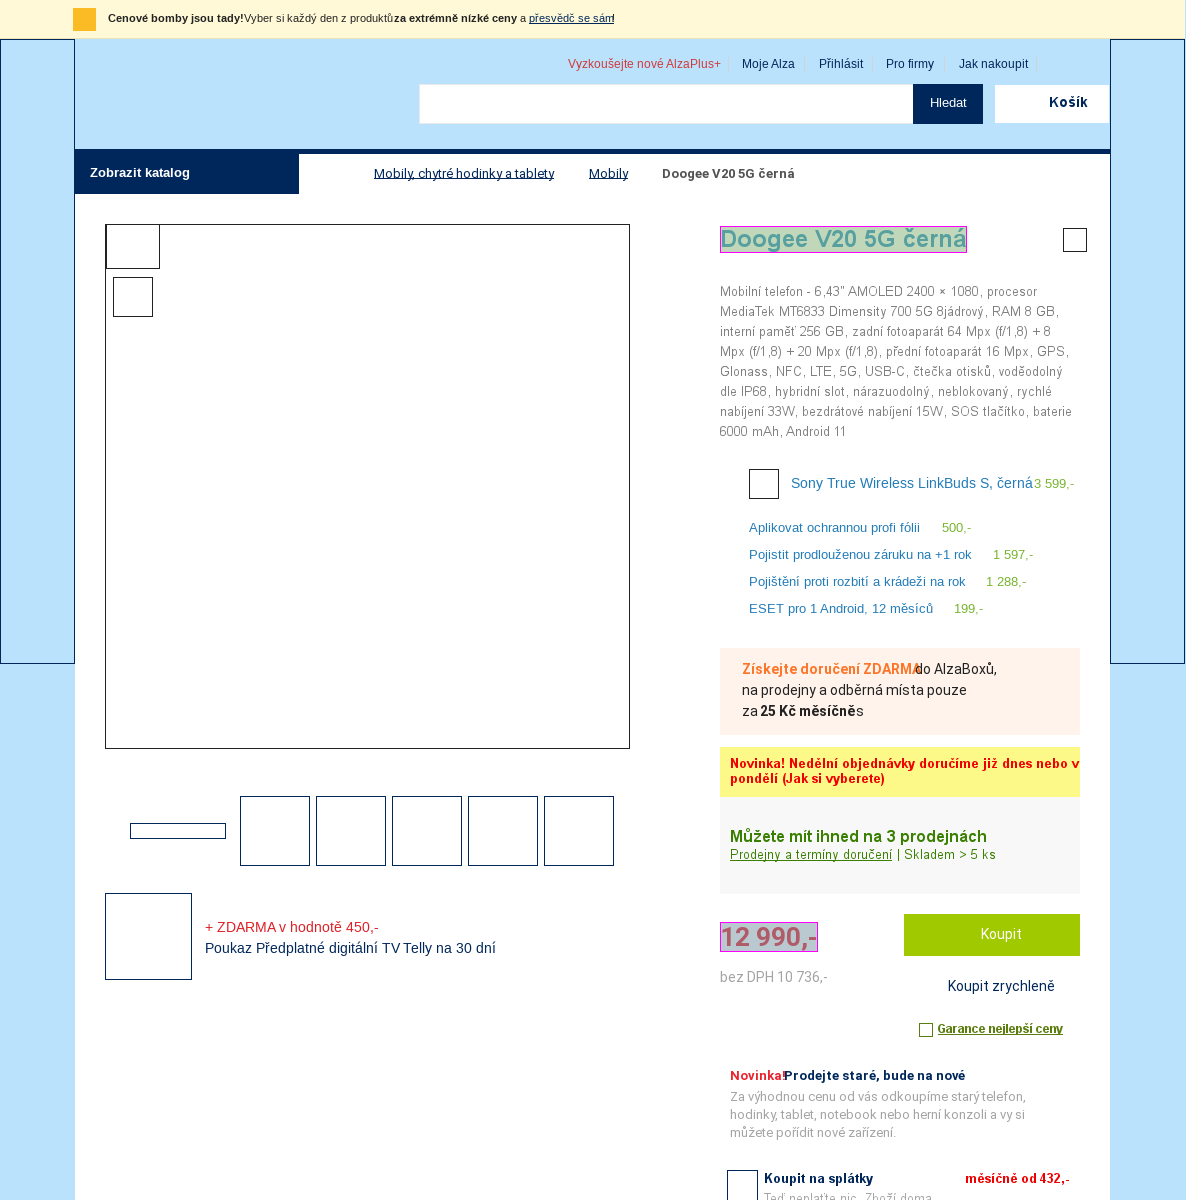 Cenové bomby jsou tady! Vyber si každý den z produktů za extrémně nízké ceny a přesvědč se sám!
Vyzkoušejte nové AlzaPlus+ Moje Alza Přihlásit Pro firmy Jak nakoupit
Hledat Košík
Zobrazit katalog Mobily, chytré hodinky a tablety Mobily Doogee V20 5G černá
Doogee V20 5G černá
Mobilní telefon - 6,43" AMOLED 2400 × 1080, procesor
MediaTek MT6833 Dimensity 700 5G 8jádrový, RAM 8 GB,
interní paměť 256 GB, zadní fotoaparát 64 Mpx (f/1,8) + 8
Mpx (f/1,8) + 20 Mpx (f/1,8), přední fotoaparát 16 Mpx, GPS,
Glonass, NFC, LTE, 5G, USB-C, čtečka otisků, voděodolný
dle IP68, hybridní slot, nárazuodolný, neblokovaný, rychlé
nabíjení 33W, bezdrátové nabíjení 15W, SOS tlačítko, baterie
6000 mAh, Android 11
Sony True Wireless LinkBuds S, černá 3 599,-
Aplikovat ochrannou profi fólii 500,-
Pojistit prodlouženou záruku na +1 rok 1 597,-
Pojištění proti rozbití a krádeži na rok 1 288,-
ESET pro 1 Android, 12 měsíců 199,-
Získejte doručení ZDARMA do AlzaBoxů,
na prodejny a odběrná místa pouze
za 25 Kč měsíčně s
Novinka! Nedělní objednávky doručíme již dnes nebo v
pondělí (Jak si vyberete)
Můžete mít ihned na 3 prodejnách
Prodejny a termíny doručení | Skladem > 5 ks
+ ZDARMA v hodnotě 450,-
Poukaz Předplatné digitální TV Telly na 30 dní
12 990,- Koupit
bez DPH 10 736,-
Koupit zrychleně
Garance nejlepší ceny
Novinka! Prodejte staré, bude na nové
Za výhodnou cenu od vás odkoupíme starý telefon,
hodinky, tablet, notebook nebo herní konzoli a vy si
můžete pořídit nové zařízení.
Koupit na splátky měsíčně od 432,-
Teď neplaťte nic. Zboží doma